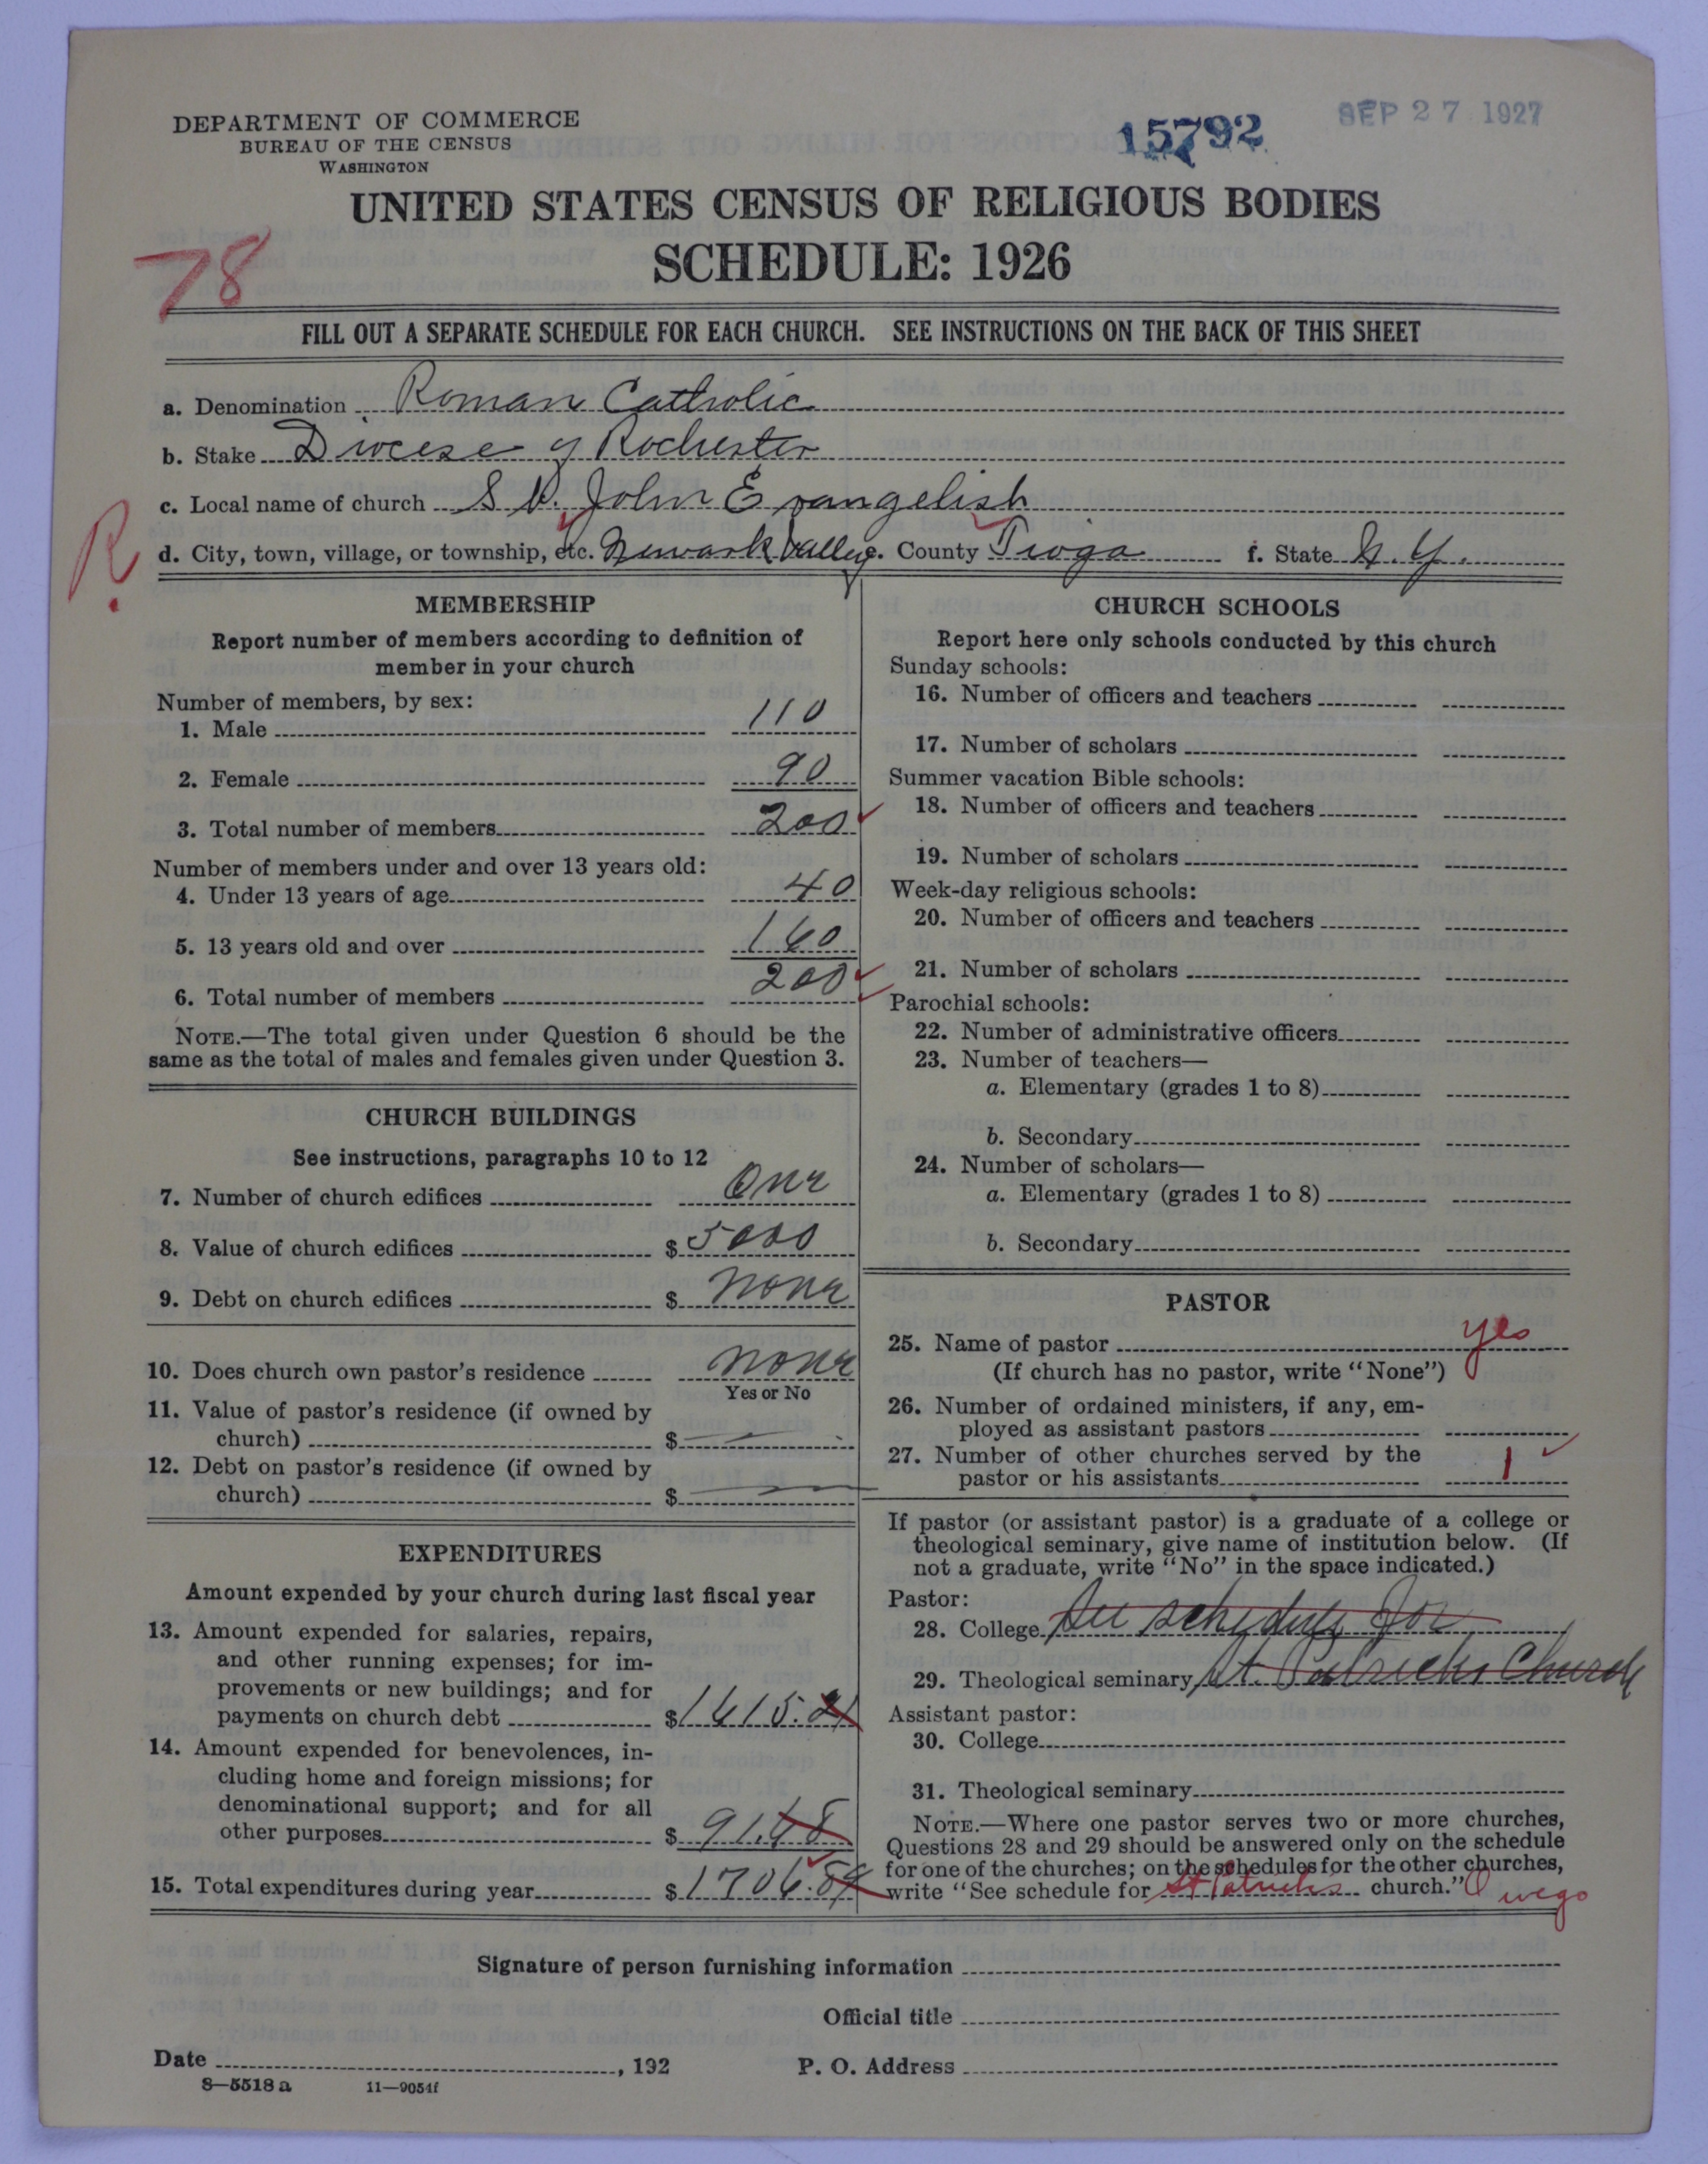 DEPARTMENT OF COMMERCE
BUREAU OF THE CENSUS
WASHINGTON
15792
SEP 27 1927
UNITED STATES CENSUS OF RELIGIOUS BODIES
SCHEDULE: 1926
78
FILL OUT A SEPARATE SCHEDULE FOR EACH CHURCH. SEE INSTRUCTIONS ON THE BACK OF THIS SHEET
a. Denomination Roman Catholic
b. Stake Diocese of Rochester
c. Local name of church St. John Evangelish
R.
d. City, town, village, or township, etc. Newark Valley e. County Tioga f. State N.Y.
MEMBERSHIP
Report number of members according to definition of
member in your church
Number of members, by sex:
1. Male 110
2. Female 90
3. Total number of members 200
Number of members under and over 13 years old:
4. Under 13 years of age 40
5. 13 years old and over 160
6. Total number of members 200
NOTE.—The total given under Question 6 should be the
same as the total of males and females given under Question 3.
CHURCH BUILDINGS
See instructions, paragraphs 10 to 12
7. Number of church edifices One
8. Value of church edifices $ 5000
9. Debt on church edifices $ None
10. Does church own pastor's residence None
Yes or No
11. Value of pastor's residence (if owned by
church) $
12. Debt on pastor's residence (if owned by
church) $
EXPENDITURES
Amount expended by your church during last fiscal year
13. Amount expended for salaries, repairs,
and other running expenses; for im-
provements or new buildings; and for
payments on church debt $1615.21
14. Amount expended for benevolences, in-
cluding home and foreign missions; for
denominational support; and for all
other purposes $ 91.68
15. Total expenditures during year $1706.89
CHURCH SCHOOLS
Report here only schools conducted by this church
Sunday schools:
16. Number of officers and teachers
17. Number of scholars
Summer vacation Bible schools:
18. Number of officers and teachers
19. Number of scholars
Week-day religious schools:
20. Number of officers and teachers
21. Number of scholars
Parochial schools:
22. Number of administrative officers
23. Number of teachers—
a. Elementary (grades 1 to 8)
b. Secondary
24. Number of scholars—
a. Elementary (grades 1 to 8)
b. Secondary
PASTOR
25. Name of pastor yes
(If church has no pastor, write "None")
26. Number of ordained ministers, if any, em-
ployed as assistant pastors
27. Number of other churches served by the
pastor or his assistants 1
If pastor (or assistant pastor) is a graduate of a college or
theological seminary, give name of institution below. (If
not a graduate, write "No" in the space indicated.)
Pastor:
28. College See schedule for
29. Theological seminary St. Patricks Church
Assistant pastor:
30. College
31. Theological seminary
NOTE.—Where one pastor serves two or more churches,
Questions 28 and 29 should be answered only on the schedule
for one of the churches; on the schedules for the other churches,
write "See schedule for St Patricks church." Owego
Signature of person furnishing information
Official title
Date , 192
P. O. Address
8—5518 a 11—9054f